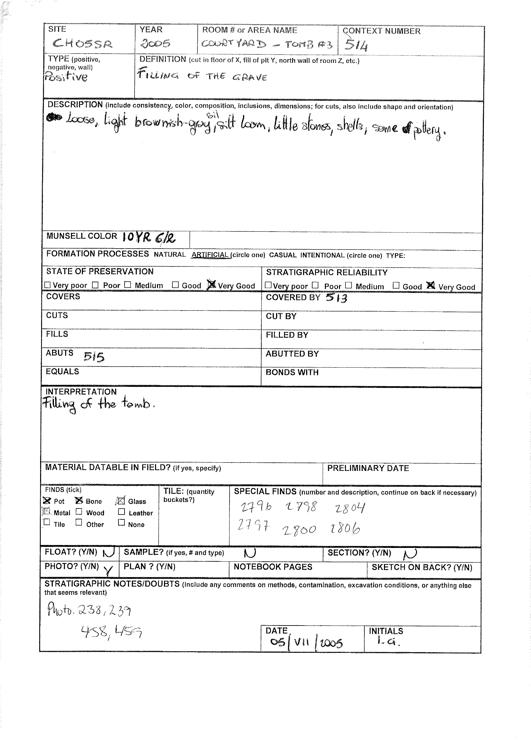 SITE YEAR ROOM # or AREA NAME CONTEXT NUMBER
CHO5SR 2005 COURTYARD - TOMB #3 514
TYPE (positive, negative, wall) DEFINITION (cut in floor of X, fill of pit Y, north wall of room Z, etc.)
Positive FILLING OF THE GRAVE
DESCRIPTION (include consistency, color, composition, inclusions, dimensions; for cuts, also include shape and orientation)
Loose, light brownish-gray, silt loom, little stones, shells, some pottery.
MUNSELL COLOR 10YR 6/2
FORMATION PROCESSES NATURAL ARTIFICIAL (circle one) CASUAL INTENTIONAL (circle one) TYPE:
STATE OF PRESERVATION STRATIGRAPHIC RELIABILITY
Very poor Poor Medium Good Very Good Very poor Poor Medium Good Very Good
COVERS COVERED BY 513
CUTS CUT BY
FILLS FILLED BY
ABUTS 515 ABUTTED BY
EQUALS BONDS WITH
INTERPRETATION
Filling of the tomb.
MATERIAL DATABLE IN FIELD? (if yes, specify) PRELIMINARY DATE
FINDS (tick) TILE: (quantity buckets?) SPECIAL FINDS (number and description, continue on back if necessary)
Pot Bone Glass 2796 2798 2804
Metal Wood Leather 2797 2800 2806
Tile Other None
FLOAT? (Y/N) N SAMPLE? (if yes, # and type) N SECTION? (Y/N) N
PHOTO? (Y/N) Y PLAN ? (Y/N) NOTEBOOK PAGES SKETCH ON BACK? (Y/N)
STRATIGRAPHIC NOTES/DOUBTS (Include any comments on methods, contamination, excavation conditions, or anything else
that seems relevant)
Photo. 238, 239
458, 459
DATE INITIALS
05/VII/2005 I.G.